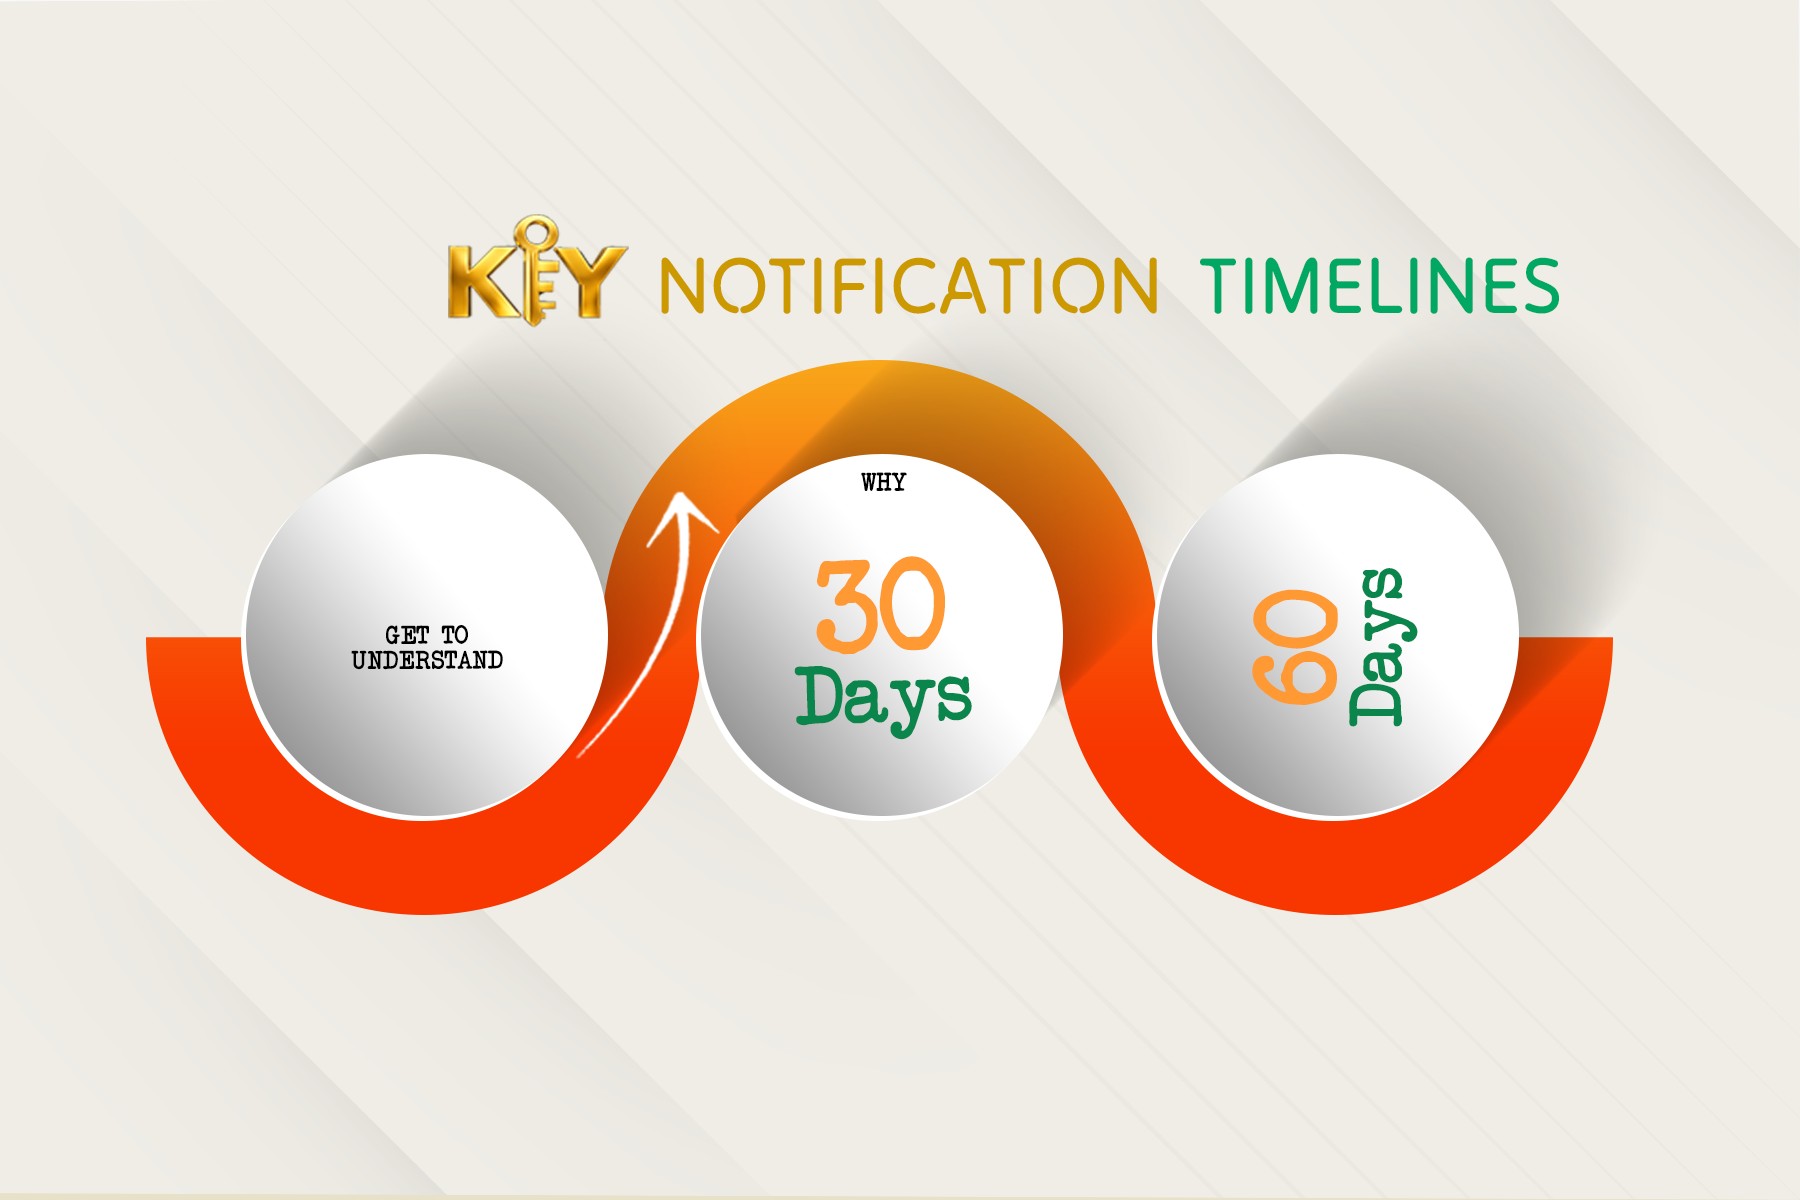 KEY NOTIFICATION TIMELINES
GET TO
UNDERSTAND
WHY
30
Days
60
Days